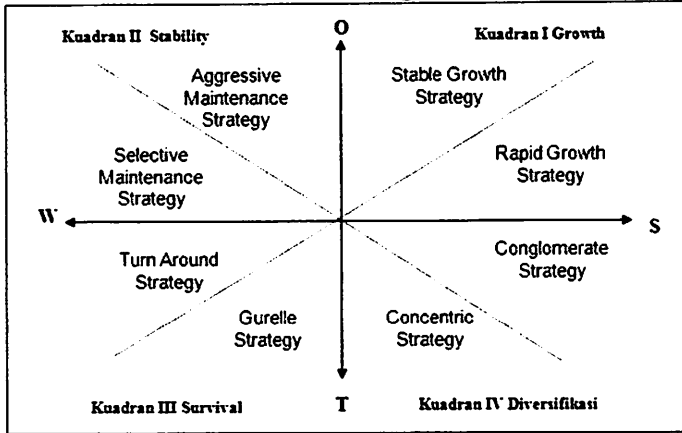 Kuadran II Stability
O
Kuadran I Growth
Aggressive
Maintenance
Strategy
Stable Growth
Strategy
Selective
Maintenance
Strategy
Rapid Growth
Strategy
W
S
Turn Around
Strategy
Conglomerate
Strategy
Gurelle
Strategy
Concentric
Strategy
Kuadran III Survival
T
Kuadran IV Diversifikasi